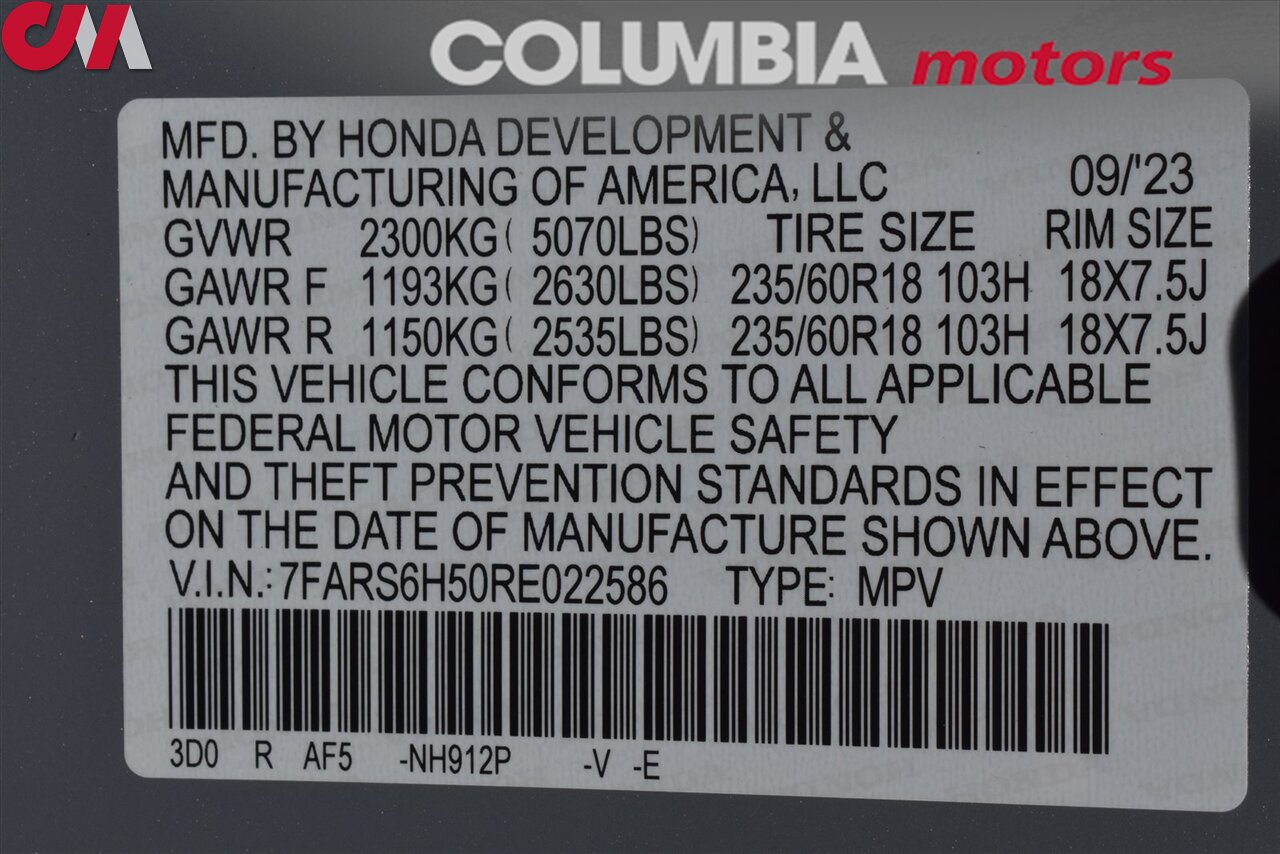 CM
COLUMBIA motors
MFD. BY HONDA DEVELOPMENT &
MANUFACTURING OF AMERICA, LLC 09/'23
GVWR 2300KG( 5070LBS) TIRE SIZE RIM SIZE
GAWR F 1193KG( 2630LBS) 235/60R18 103H 18X7.5J
GAWR R 1150KG( 2535LBS) 235/60R18 103H 18X7.5J
THIS VEHICLE CONFORMS TO ALL APPLICABLE
FEDERAL MOTOR VEHICLE SAFETY
AND THEFT PREVENTION STANDARDS IN EFFECT
ON THE DATE OF MANUFACTURE SHOWN ABOVE.
V.I.N.: 7FARS6H50RE022586 TYPE: MPV
3D0 R AF5 -NH912P -V -E